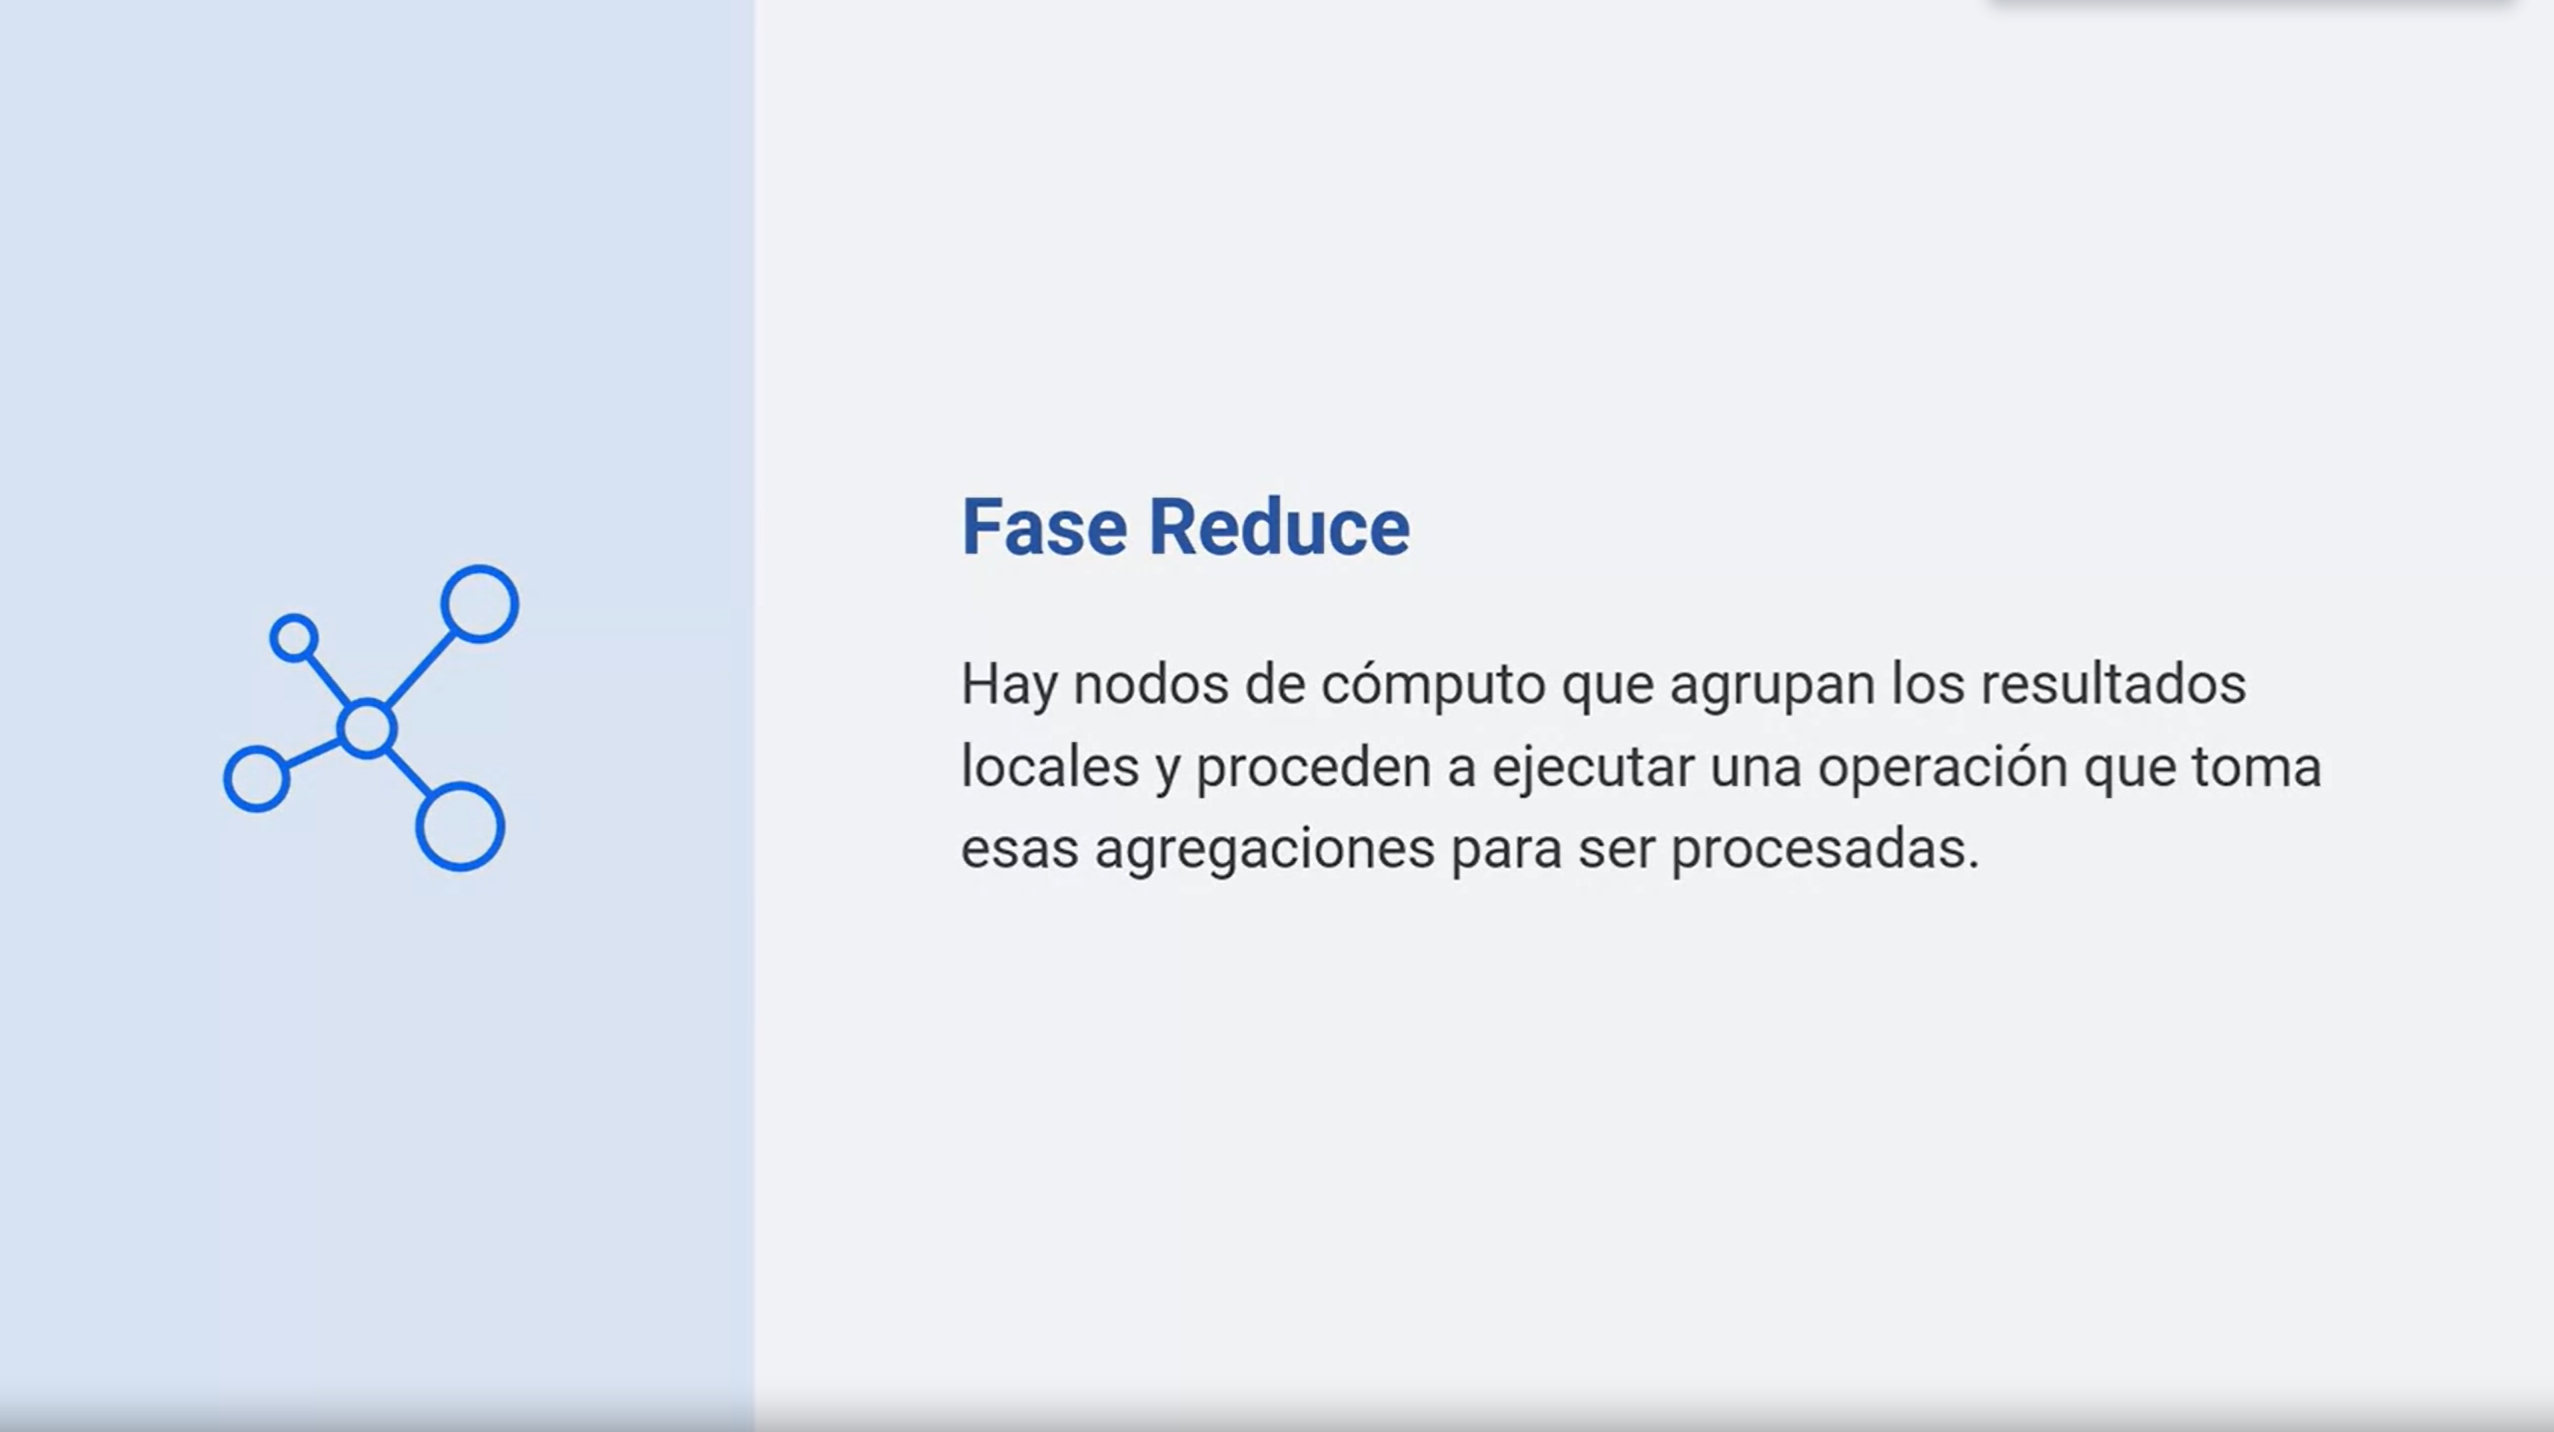 Fase Reduce
Hay nodos de cómputo que agrupan los resultados
locales y proceden a ejecutar una operación que toma
esas agregaciones para ser procesadas.